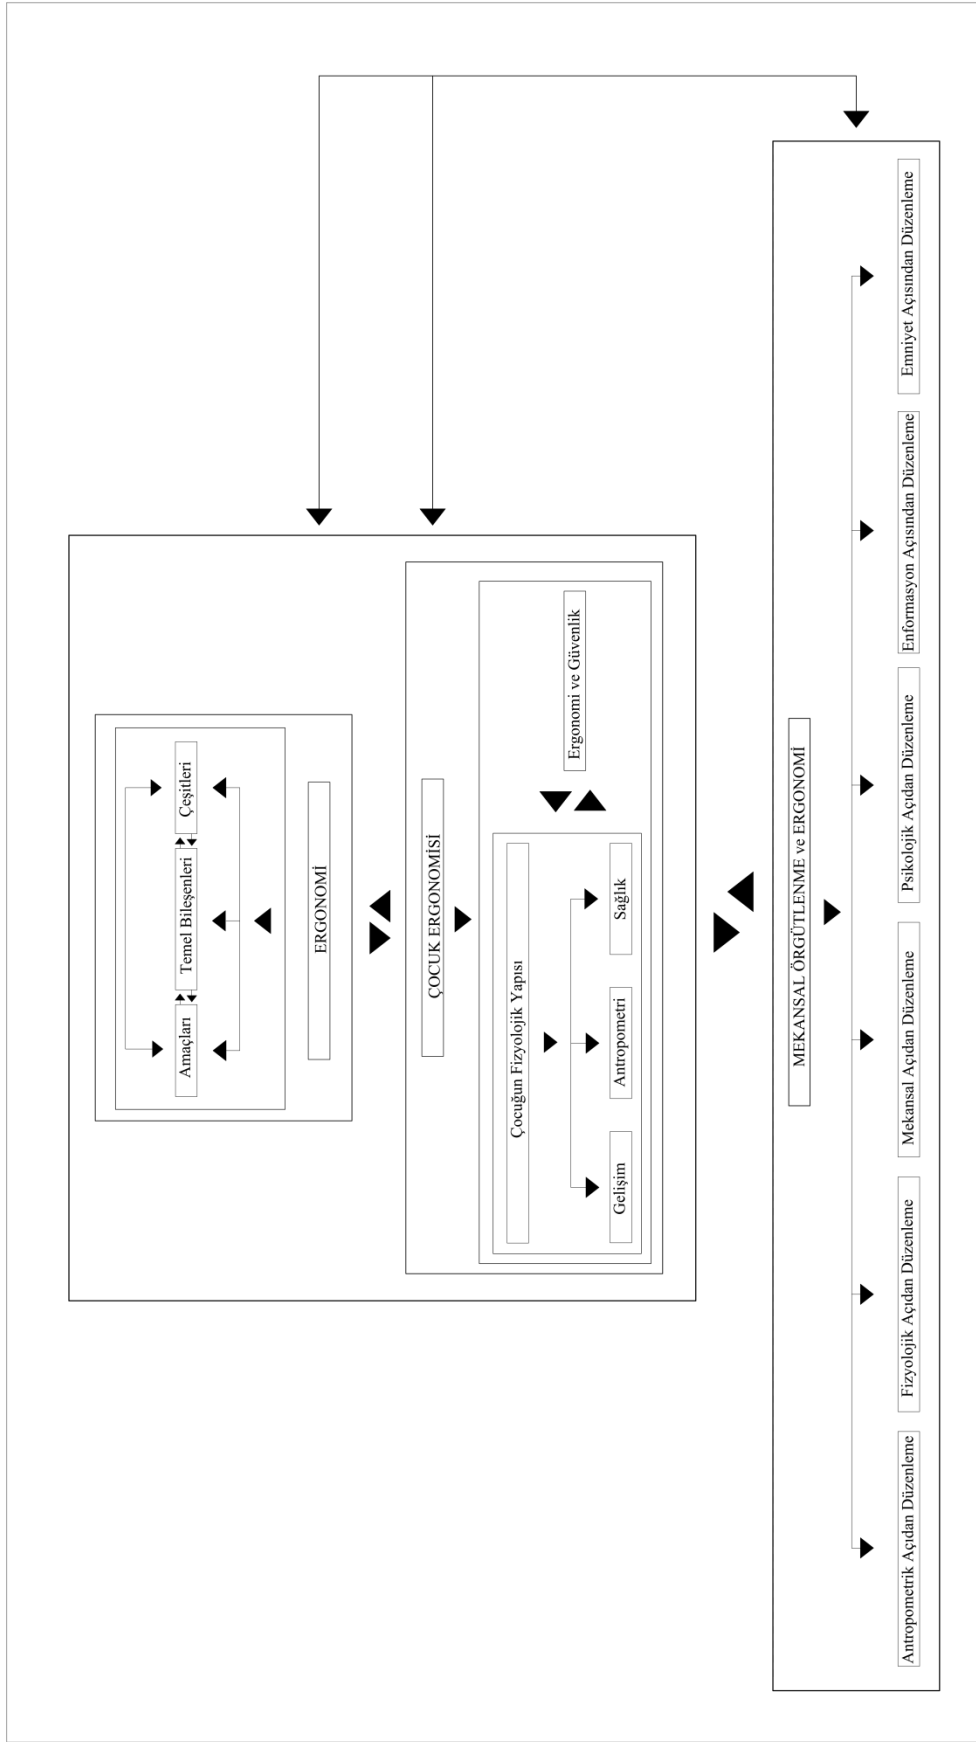 Amaçları
Temel Bileşenleri
Çeşitleri
ERGONOMİ
ÇOCUK ERGONOMİSİ
Çocuğun Fizyolojik Yapısı
Gelişim
Antropometri
Sağlık
Ergonomi ve Güvenlik
MEKANSAL ÖRGÜTLENME ve ERGONOMİ
Antropometrik Açıdan Düzenleme
Fizyolojik Açıdan Düzenleme
Mekansal Açıdan Düzenleme
Psikolojik Açıdan Düzenleme
Enformasyon Açısından Düzenleme
Emniyet Açısından Düzenleme